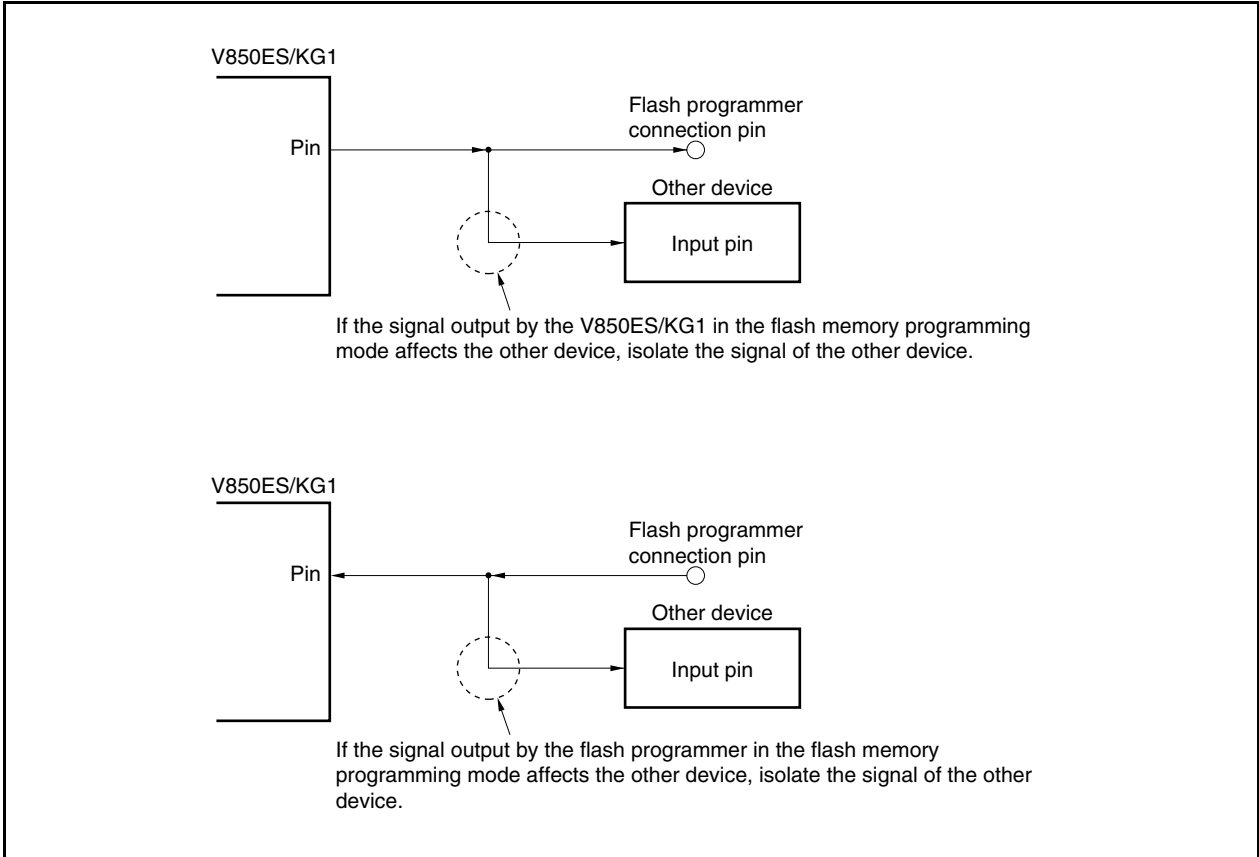 V850ES/KG1
Pin
Flash programmer
connection pin
Other device
Input pin
If the signal output by the V850ES/KG1 in the flash memory programming
mode affects the other device, isolate the signal of the other device.
V850ES/KG1
Pin
Flash programmer
connection pin
Other device
Input pin
If the signal output by the flash programmer in the flash memory
programming mode affects the other device, isolate the signal of the other
device.